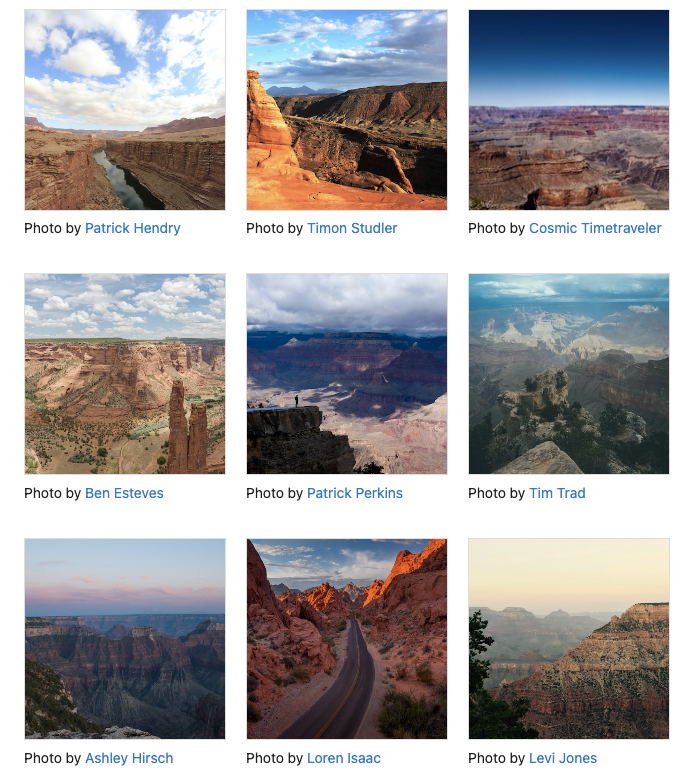 Photo by Patrick Hendry
Photo by Timon Studler
Photo by Cosmic Timetraveler
Photo by Ben Esteves
Photo by Patrick Perkins
Photo by Tim Trad
Photo by Ashley Hirsch
Photo by Loren Isaac
Photo by Levi Jones